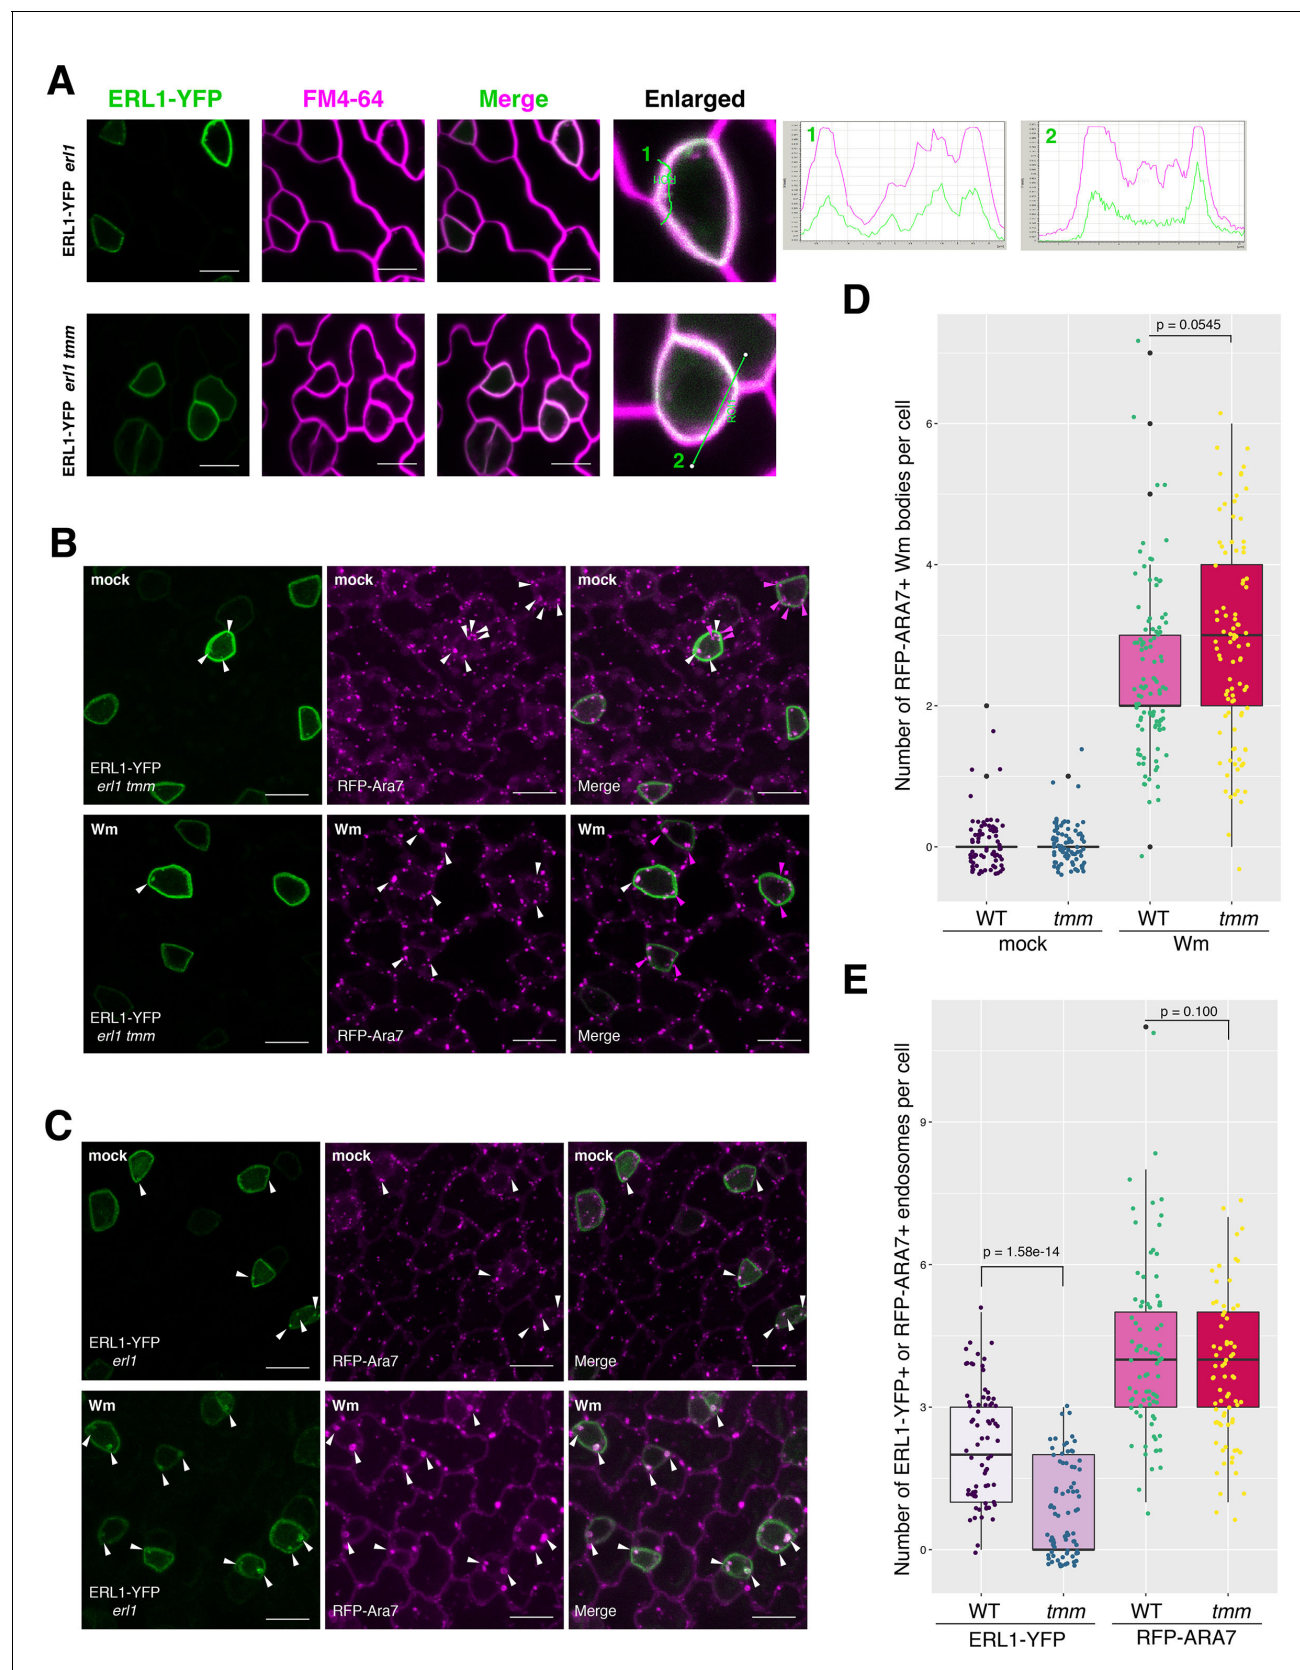 A
ERL1-YFP
FM4-64
Merge
Enlarged
ERL1-YFP erl1
1
ROI 1
1
2
ERL1-YFP erl1 tmm
2
ROI 1
B
mock
mock
mock
ERL1-YFP
erl1 tmm
RFP-Ara7
Merge
Wm
Wm
Wm
ERL1-YFP
erl1 tmm
RFP-Ara7
Merge
C
mock
mock
mock
ERL1-YFP
erl1
RFP-Ara7
Merge
Wm
Wm
Wm
ERL1-YFP
erl1
RFP-Ara7
Merge
D
Number of RFP-ARA7+ Wm bodies per cell
p = 0.0545
6
4
2
0
WT
tmm
WT
tmm
mock
Wm
E
Number of ERL1-YFP+ or RFP-ARA7+ endosomes per cell
p = 0.100
p = 1.58e-14
9
6
3
0
WT
tmm
WT
tmm
ERL1-YFP
RFP-ARA7